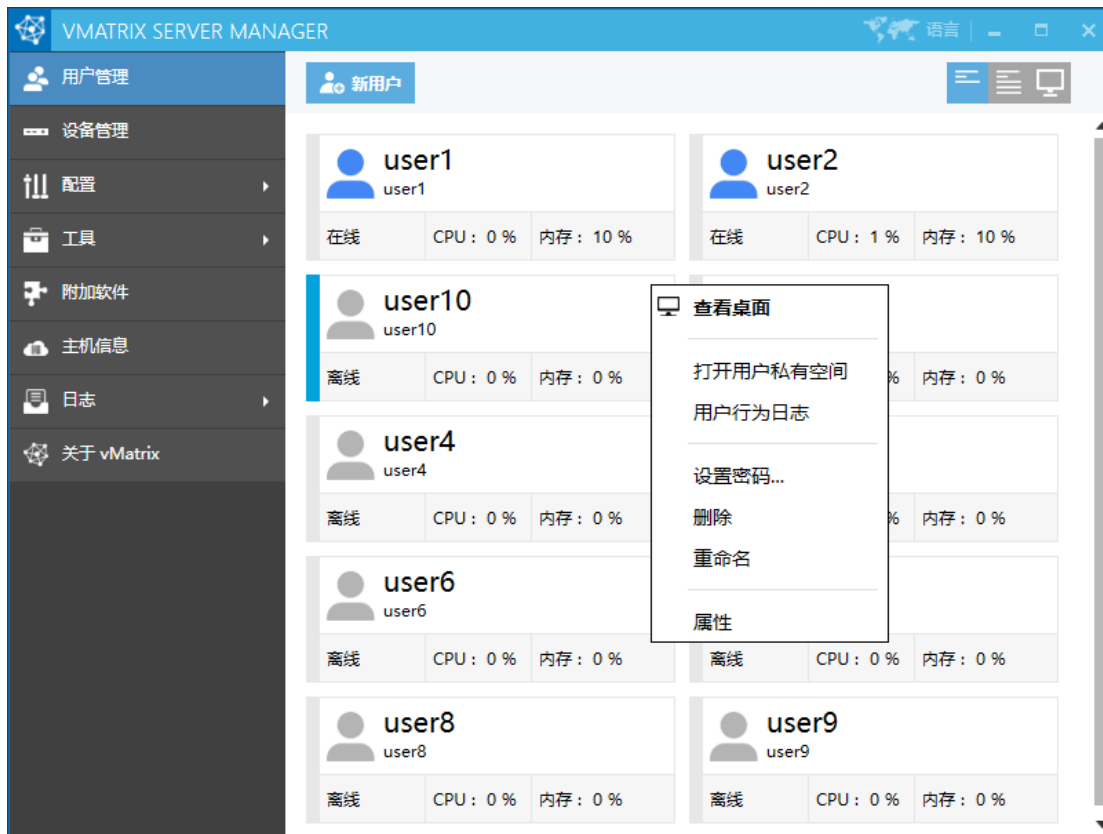 VMATRIX SERVER MANAGER
语言
用户管理
设备管理
配置
工具
附加软件
主机信息
日志
关于 vMatrix
新用户
user1
user1
在线 CPU : 0 % 内存 : 10 %
user2
user2
在线 CPU : 1 % 内存 : 10 %
user10
user10
离线 CPU : 0 % 内存 : 0 %
% 内存 : 0 %
user4
user4
离线 CPU : 0 % 内存 : 0 %
% 内存 : 0 %
user6
user6
离线 CPU : 0 % 内存 : 0 %
离线 CPU : 0 % 内存 : 0 %
user8
user8
离线 CPU : 0 % 内存 : 0 %
user9
user9
离线 CPU : 0 % 内存 : 0 %
查看桌面
打开用户私有空间
用户行为日志
设置密码...
删除
重命名
属性